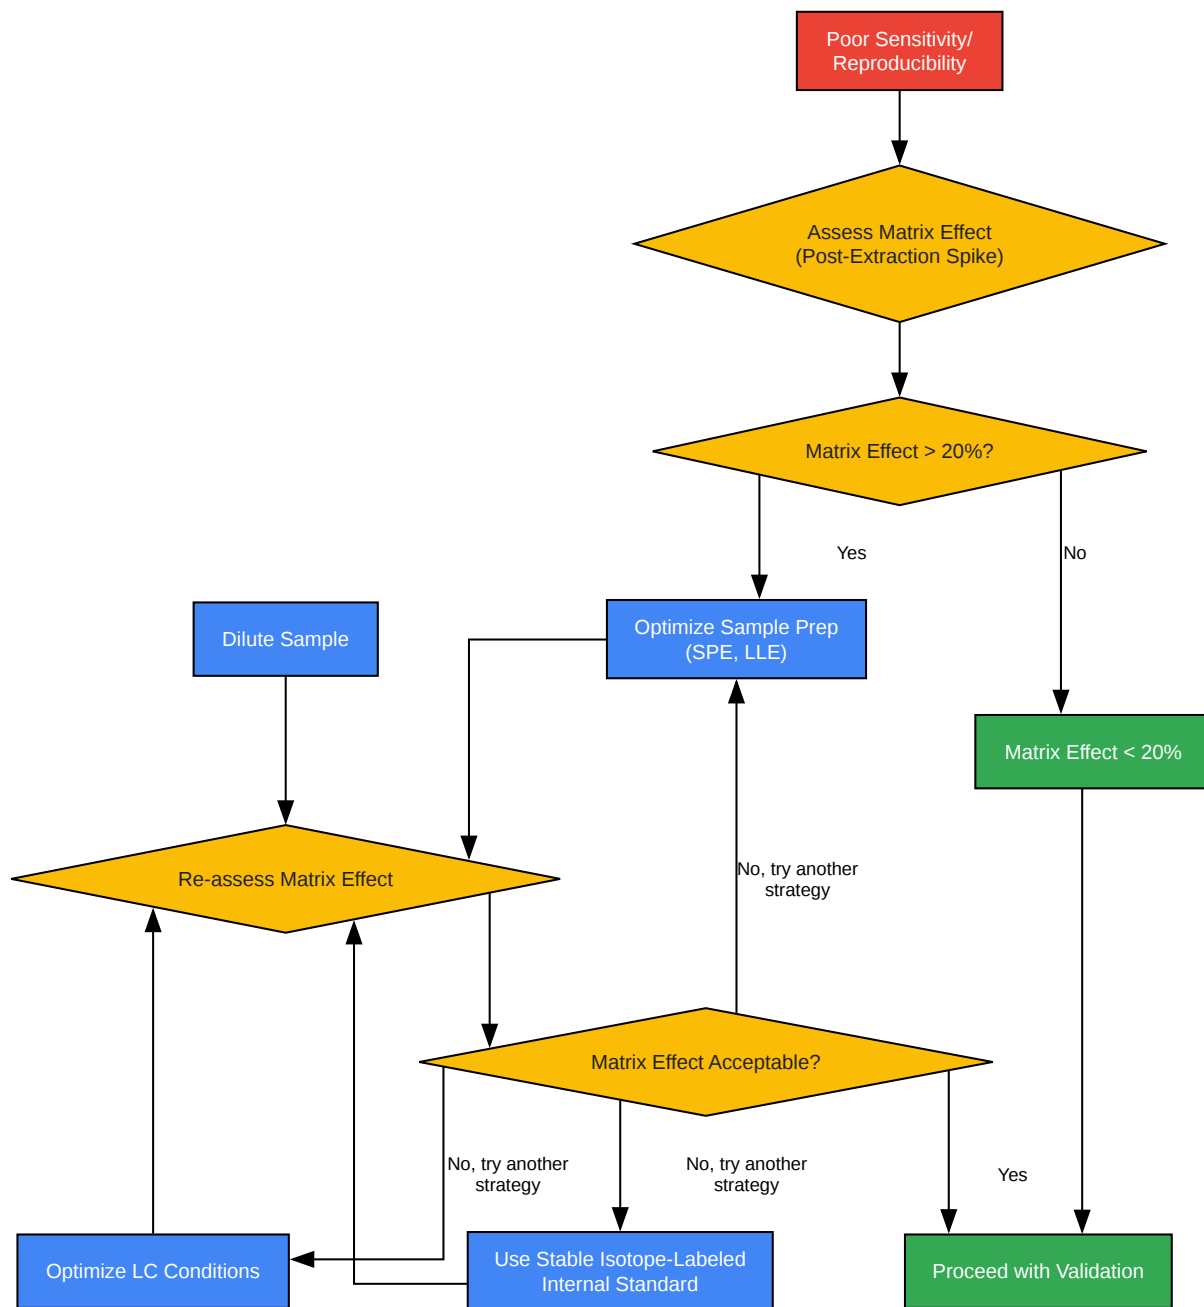 Poor Sensitivity/
Reproducibility
Assess Matrix Effect
(Post-Extraction Spike)
Matrix Effect > 20%?
Yes
No
Optimize Sample Prep
(SPE, LLE)
Dilute Sample
Matrix Effect < 20%
Re-assess Matrix Effect
No, try another
strategy
Matrix Effect Acceptable?
No, try another
strategy
No, try another
strategy
Yes
Optimize LC Conditions
Use Stable Isotope-Labeled
Internal Standard
Proceed with Validation